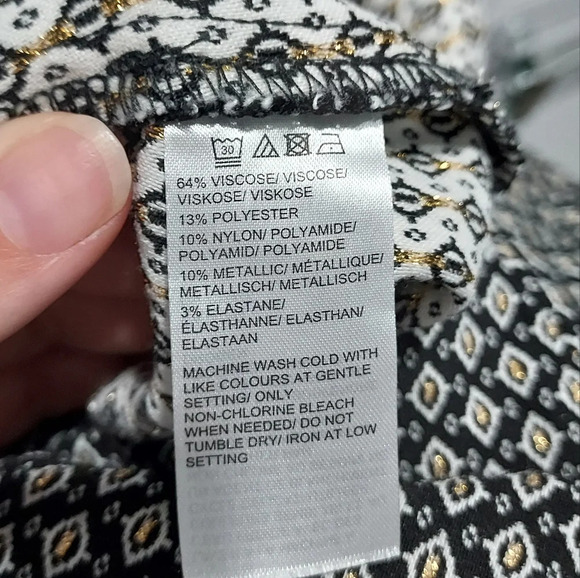 30
64% VISCOSE/ VISCOSE/
VISKOSE/ VISKOSE
13% POLYESTER
10% NYLON/ POLYAMIDE/
POLYAMID/ POLYAMIDE
10% METALLIC/ MÉTALLIQUE/
METALLISCH/ METALLISCH
3% ELASTANE/
ÉLASTHANNE/ ELASTHAN/
ELASTAAN
MACHINE WASH COLD WITH
LIKE COLOURS AT GENTLE
SETTING/ ONLY
NON-CHLORINE BLEACH
WHEN NEEDED/ DO NOT
TUMBLE DRY/ IRON AT LOW
SETTING